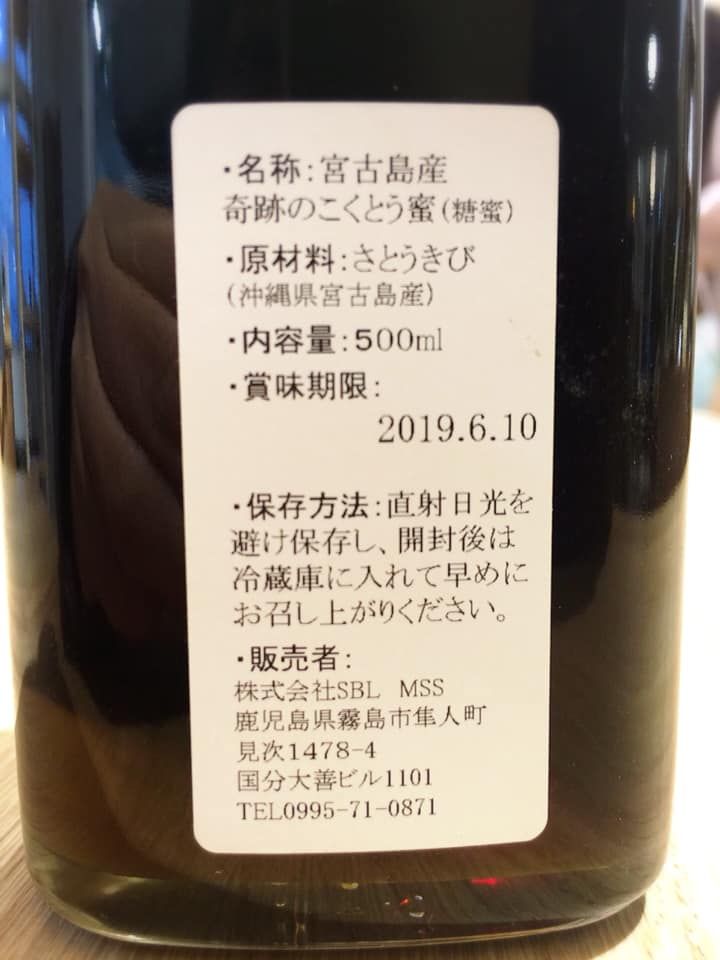 ・名称：宮古島産
奇跡のこくとう蜜（糖蜜）
・原材料：さとうきび
（沖縄県宮古島産）
・内容量：500ml
・賞味期限：
2019.6.10
・保存方法：直射日光を
避け保存し、開封後は
冷蔵庫に入れて早めに
お召し上がりください。
・販売者：
株式会社SBL MSS
鹿児島県霧島市隼人町
見次1478-4
国分大善ビル1101
TEL0995-71-0871